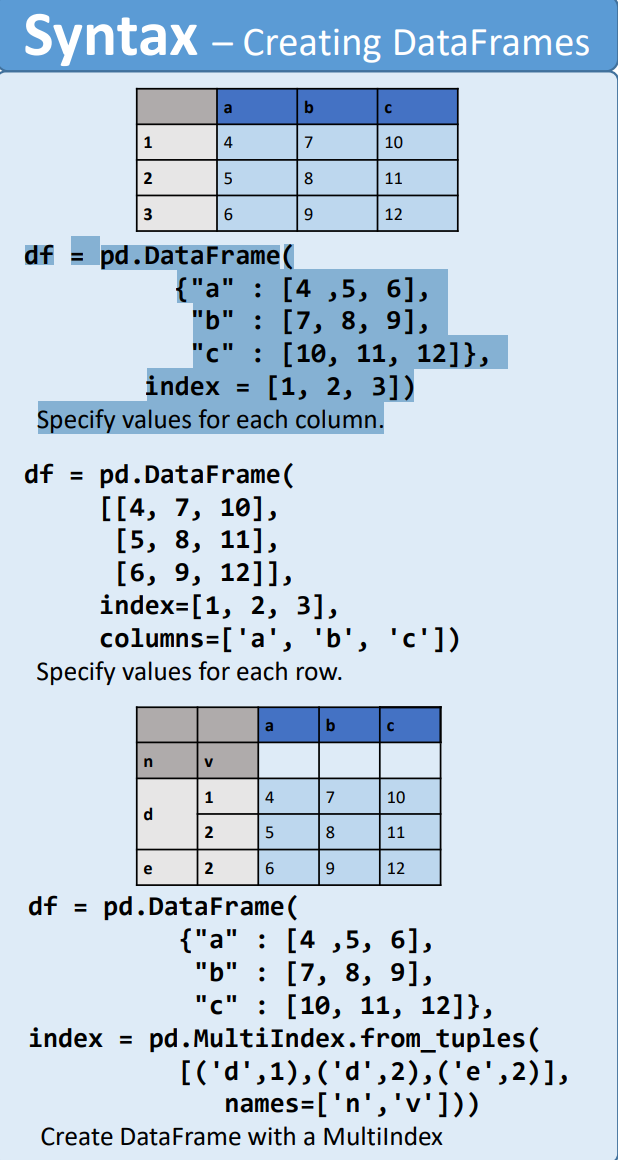 Syntax – Creating DataFrames
a b c
1 4 7 10
2 5 8 11
3 6 9 12
df = pd.DataFrame(
{"a" : [4 ,5, 6],
"b" : [7, 8, 9],
"c" : [10, 11, 12]},
index = [1, 2, 3])
Specify values for each column.
df = pd.DataFrame(
[[4, 7, 10],
[5, 8, 11],
[6, 9, 12]],
index=[1, 2, 3],
columns=['a', 'b', 'c'])
Specify values for each row.
a b c
n v
d 1 4 7 10
2 5 8 11
e 2 6 9 12
df = pd.DataFrame(
{"a" : [4 ,5, 6],
"b" : [7, 8, 9],
"c" : [10, 11, 12]},
index = pd.MultiIndex.from_tuples(
[('d',1),('d',2),('e',2)],
names=['n','v']))
Create DataFrame with a MultiIndex